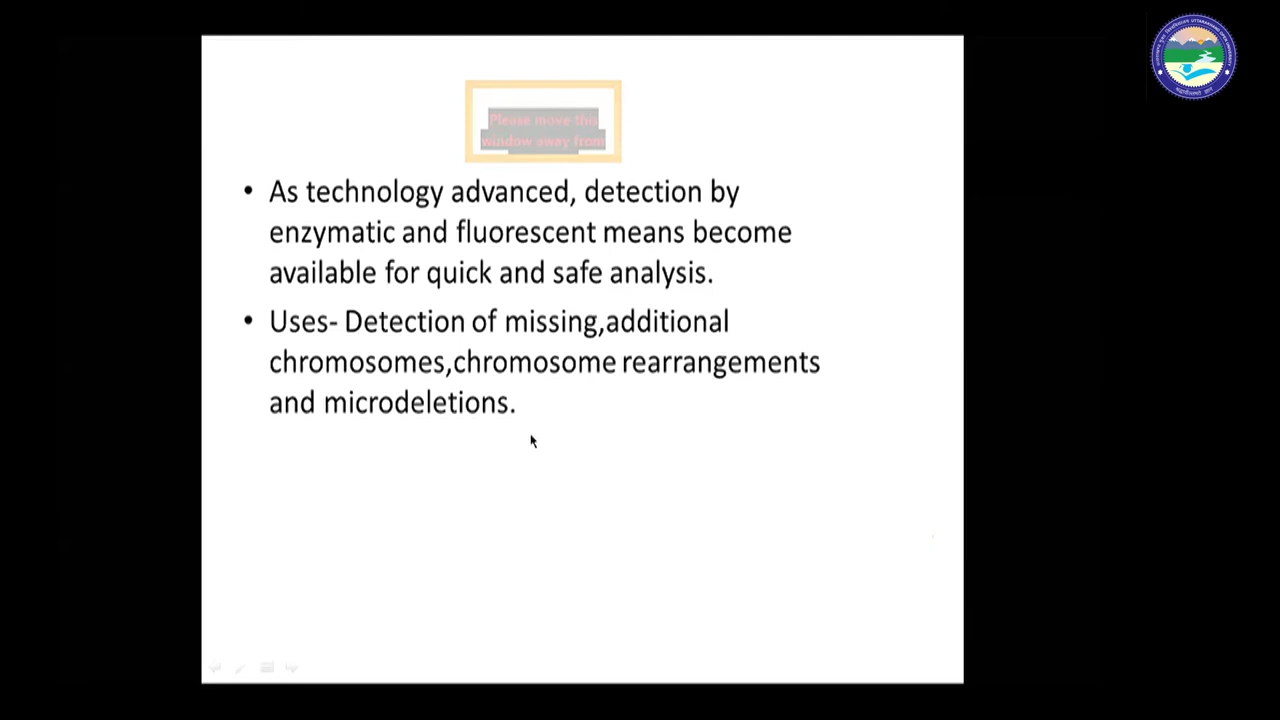 Please move this
window away from
• As technology advanced, detection by
enzymatic and fluorescent means become
available for quick and safe analysis.
• Uses- Detection of missing,additional
chromosomes,chromosome rearrangements
and microdeletions.